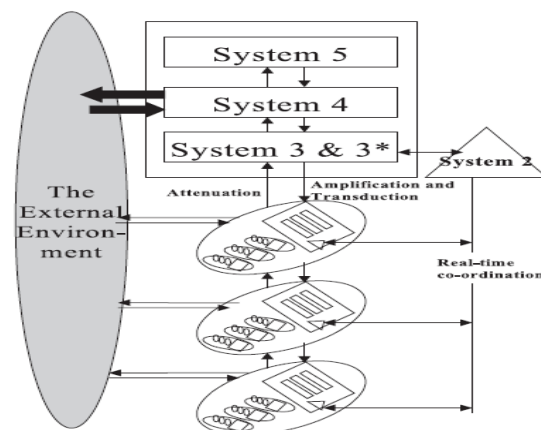 System 5
System 4
System 3 & 3*
System 2
Attenuation
Amplification and
Transduction
The
External
Environ-
ment
Real-time
co-ordination